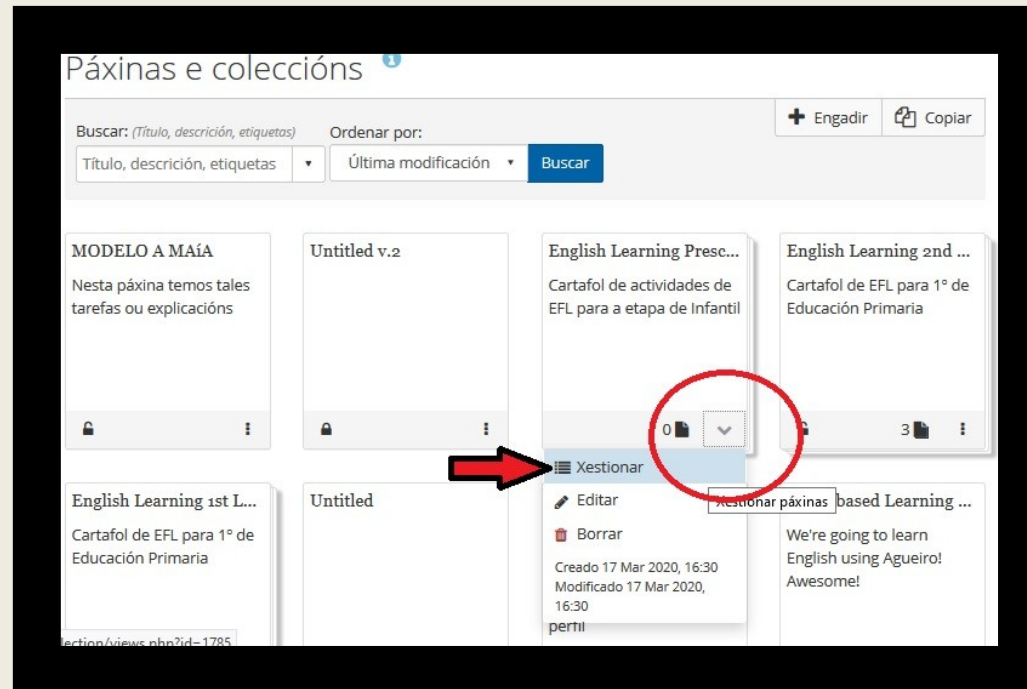 Páxinas e coleccións
Engadir
Copiar
Buscar: (Título, descrición, etiquetas)
Ordenar por:
Título, descrición, etiquetas
Última modificación
Buscar
MODELO A MAíA
Nesta páxina temos tales
tarefas ou explicacións
Untitled v.2
English Learning Presc...
Cartafol de actividades de
EFL para a etapa de Infantil
0
English Learning 2nd ...
Cartafol de EFL para 1º de
Educación Primaria
3
Xestionar
Editar
Borrar
Creado 17 Mar 2020, 16:30
Modificado 17 Mar 2020,
16:30
Xestionar páxinas
English Learning 1st L...
Cartafol de EFL para 1º de
Educación Primaria
Untitled
perfil
based Learning ...
We're going to learn
English using Agueiro!
Awesome!
lection/views.php?id=1785